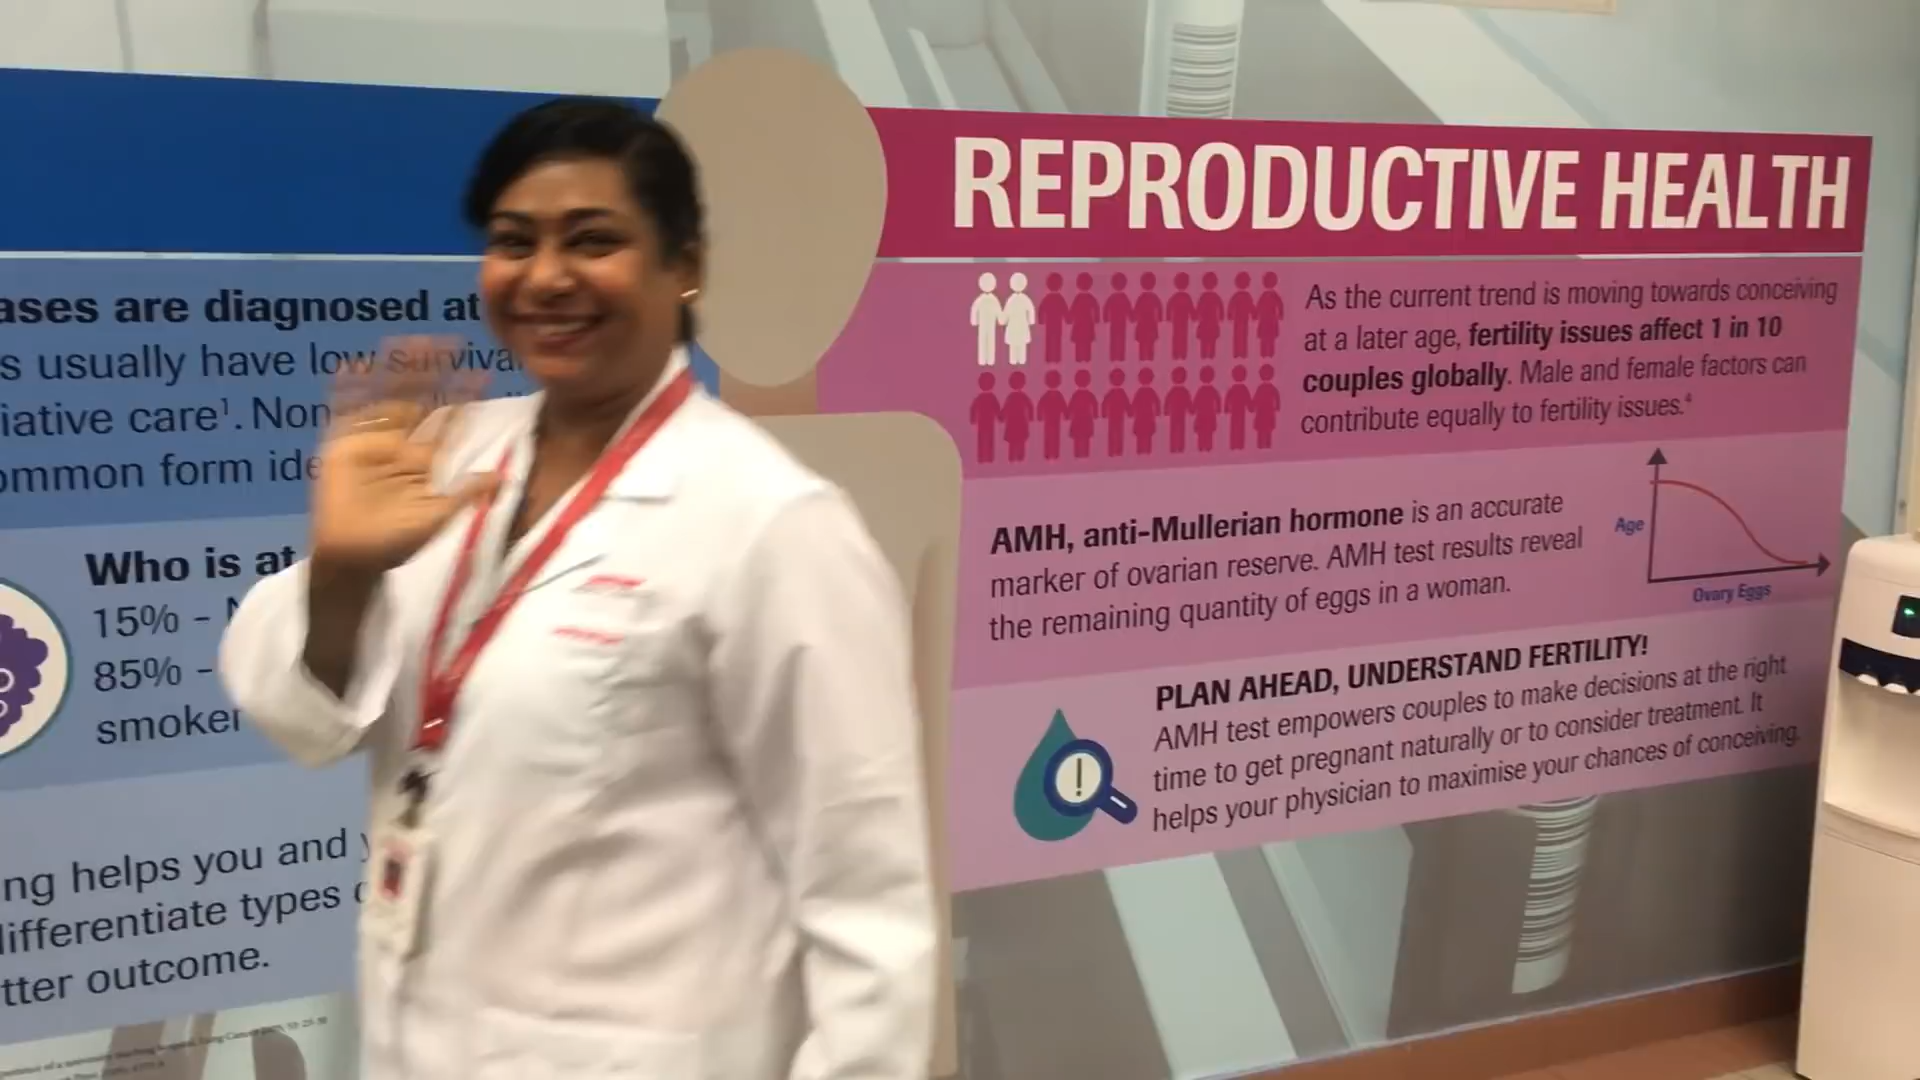 ases are diagnosed at
s usually have low surviva
iative care¹. Non
ommon form ide
Who is at
15% -
85% -
smoker
ng helps you and
differentiate types
tter outcome.
REPRODUCTIVE HEALTH
As the current trend is moving towards conceiving
at a later age, fertility issues affect 1 in 10
couples globally. Male and female factors can
contribute equally to fertility issues.⁴
AMH, anti-Mullerian hormone is an accurate
marker of ovarian reserve. AMH test results reveal
the remaining quantity of eggs in a woman.
Age
Ovary Eggs
PLAN AHEAD, UNDERSTAND FERTILITY!
AMH test empowers couples to make decisions at the right
time to get pregnant naturally or to consider treatment. It
helps your physician to maximise your chances of conceiving.